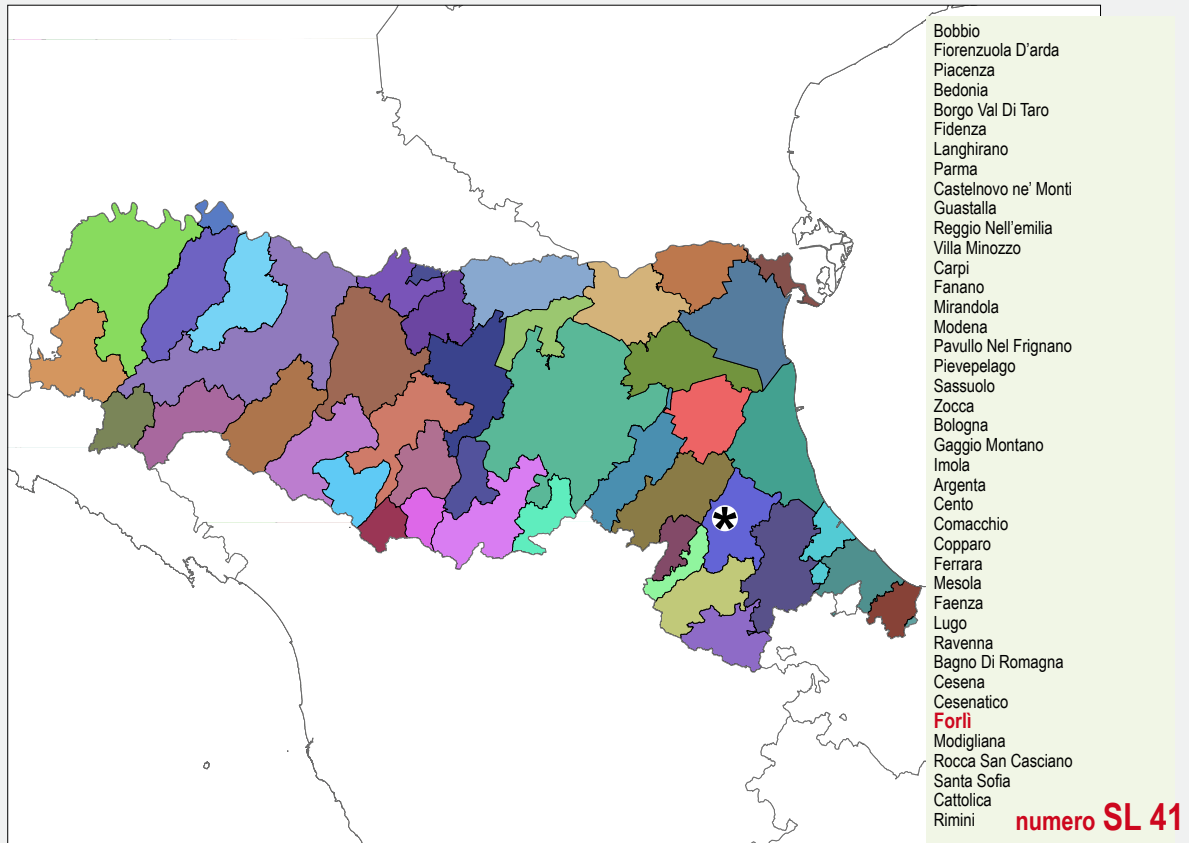 Bobbio
Fiorenzuola D'arda
Piacenza
Bedonia
Borgo Val Di Taro
Fidenza
Langhirano
Parma
Castelnovo ne' Monti
Guastalla
Reggio Nell'emilia
Villa Minozzo
Carpi
Fanano
Mirandola
Modena
Pavullo Nel Frignano
Pievepelago
Sassuolo
Zocca
Bologna
Gaggio Montano
Imola
Argenta
Cento
Comacchio
Copparo
Ferrara
Mesola
Faenza
Lugo
Ravenna
Bagno Di Romagna
Cesena
Cesenatico
Forlì
Modigliana
Rocca San Casciano
Santa Sofia
Cattolica
Rimini
numero SL 41